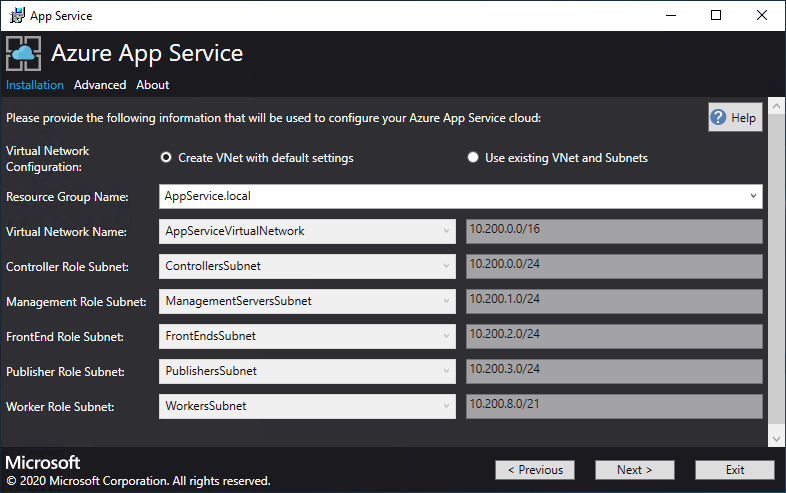 App Service
Azure App Service
Installation Advanced About
Please provide the following information that will be used to configure your Azure App Service cloud:
Help
Virtual Network Configuration:
Create VNet with default settings
Use existing VNet and Subnets
Resource Group Name: AppService.local
Virtual Network Name: AppServiceVirtualNetwork 10.200.0.0/16
Controller Role Subnet: ControllersSubnet 10.200.0.0/24
Management Role Subnet: ManagementServersSubnet 10.200.1.0/24
FrontEnd Role Subnet: FrontEndsSubnet 10.200.2.0/24
Publisher Role Subnet: PublishersSubnet 10.200.3.0/24
Worker Role Subnet: WorkersSubnet 10.200.8.0/21
Microsoft
© 2020 Microsoft Corporation. All rights reserved.
< Previous Next > Exit